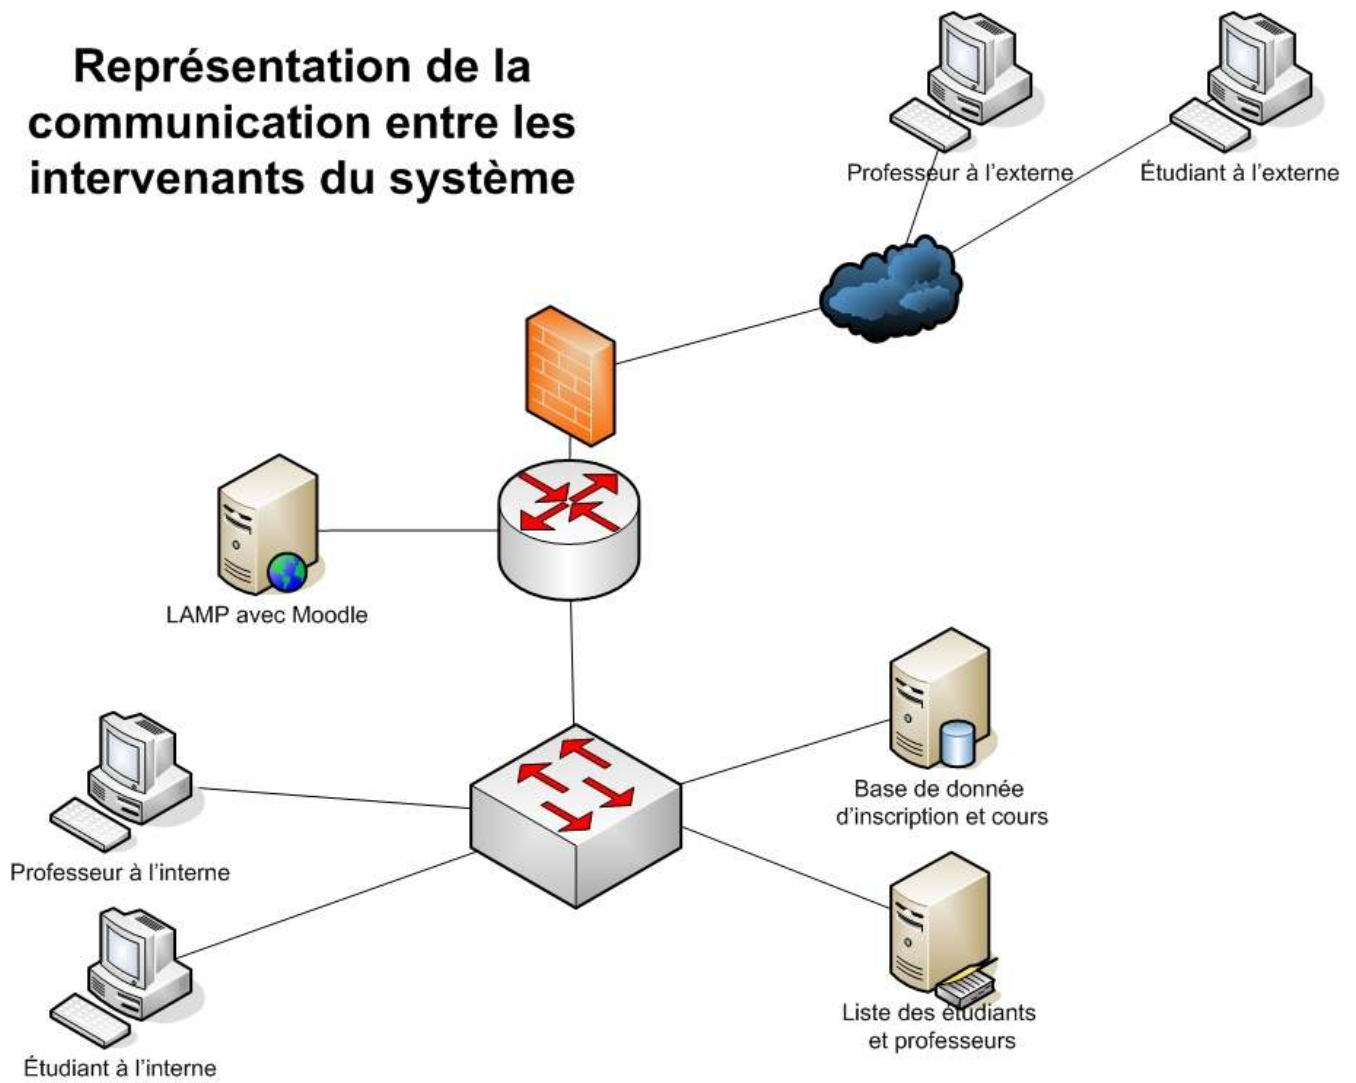 Représentation de la
communication entre les
intervenants du système
Professeur à l'externe
Étudiant à l'externe
LAMP avec Moodle
Base de donnée
d'inscription et cours
Professeur à l'interne
Liste des étudiants
et professeurs
Étudiant à l'interne